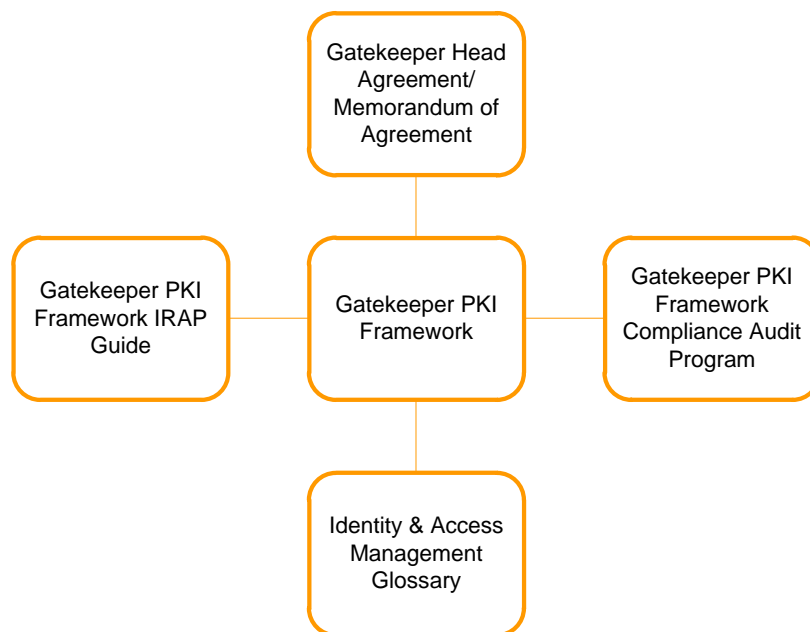 Gatekeeper Head
Agreement/
Memorandum of
Agreement
Gatekeeper PKI
Framework IRAP
Guide
Gatekeeper PKI
Framework
Gatekeeper PKI
Framework
Compliance Audit
Program
Identity & Access
Management
Glossary